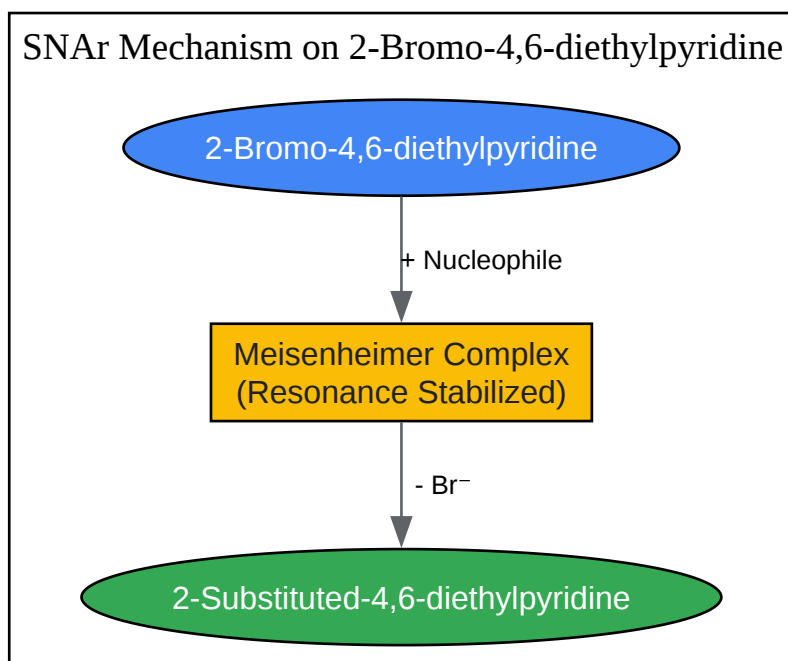 SNAr Mechanism on 2-Bromo-4,6-diethylpyridine
2-Bromo-4,6-diethylpyridine
+ Nucleophile
Meisenheimer Complex
(Resonance Stabilized)
- Br⁻
2-Substituted-4,6-diethylpyridine